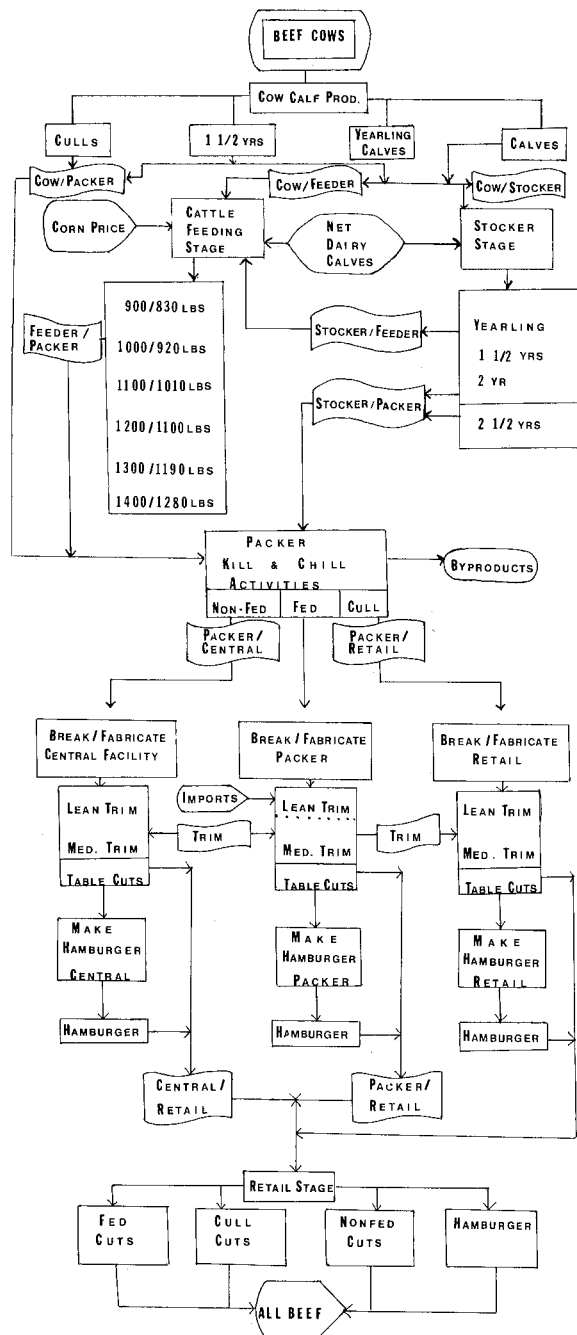 BEEF COWS
COW CALF PROD.
CULLS
1 1/2 YRS
YEARLING
CALVES
CALVES
COW/PACKER
COW/FEEDER
COW/STOCKER
CORN PRICE
CATTLE
FEEDING
STAGE
NET
DAIRY
CALVES
STOCKER
STAGE
FEEDER/
PACKER
900/830 LBS
1000/920 LBS
1100/1010 LBS
1200/1100 LBS
1300/1190 LBS
1400/1280 LBS
STOCKER/FEEDER
STOCKER/PACKER
YEARLING
1 1/2 YRS
2 YR
2 1/2 YRS
PACKER
KILL & CHILL
ACTIVITIES
NON-FED
FED
CULL
BYPRODUCTS
PACKER/
CENTRAL
PACKER/
RETAIL
BREAK/FABRICATE
CENTRAL FACILITY
BREAK/FABRICATE
PACKER
BREAK/FABRICATE
RETAIL
LEAN TRIM
MED. TRIM
TABLE CUTS
TRIM
IMPORTS
LEAN TRIM
MED. TRIM
TABLE CUTS
TRIM
LEAN TRIM
MED. TRIM
TABLE CUTS
MAKE
HAMBURGER
CENTRAL
MAKE
HAMBURGER
PACKER
MAKE
HAMBURGER
RETAIL
HAMBURGER
HAMBURGER
HAMBURGER
CENTRAL/
RETAIL
PACKER/
RETAIL
RETAIL STAGE
FED
CUTS
CULL
CUTS
NONFED
CUTS
HAMBURGER
ALL BEEF